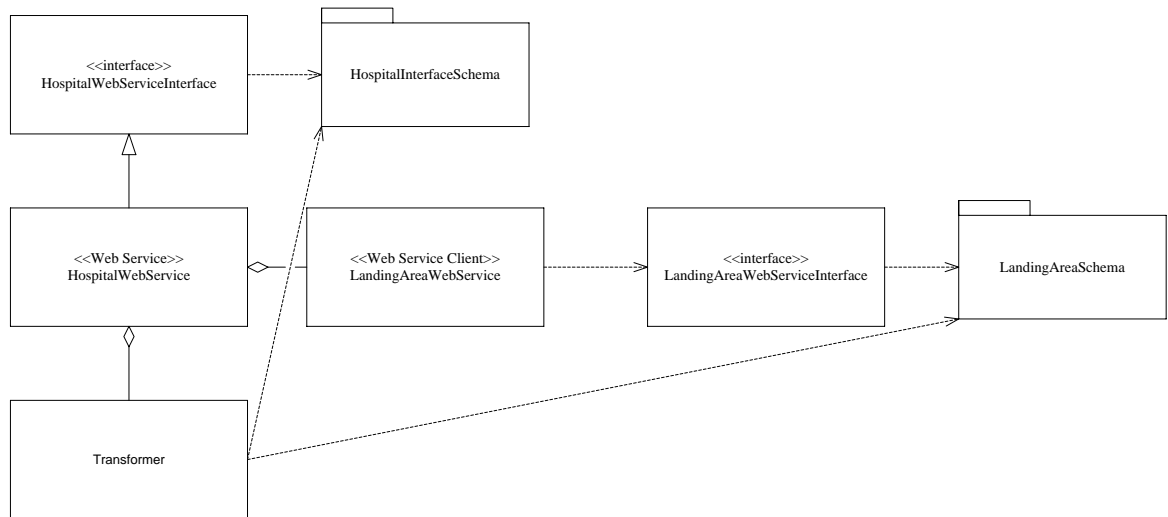 <<interface>>
HospitalWebServiceInterface
HospitalInterfaceSchema
<<Web Service>>
HospitalWebService
<<Web Service Client>>
LandingAreaWebService
<<interface>>
LandingAreaWebServiceInterface
LandingAreaSchema
Transformer